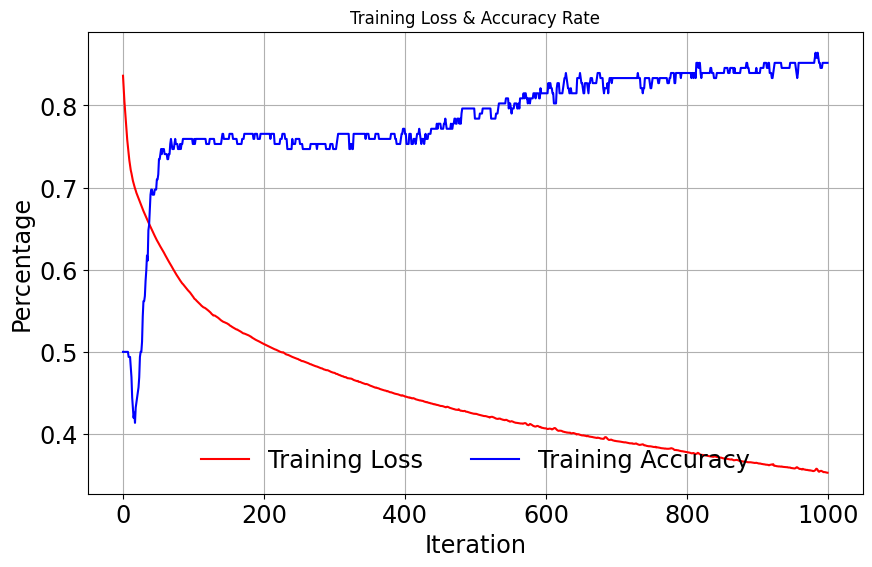 Training Loss & Accuracy Rate
Percentage
0.8
0.7
0.6
0.5
0.4
Training Loss
Training Accuracy
0
200
400
600
800
1000
Iteration